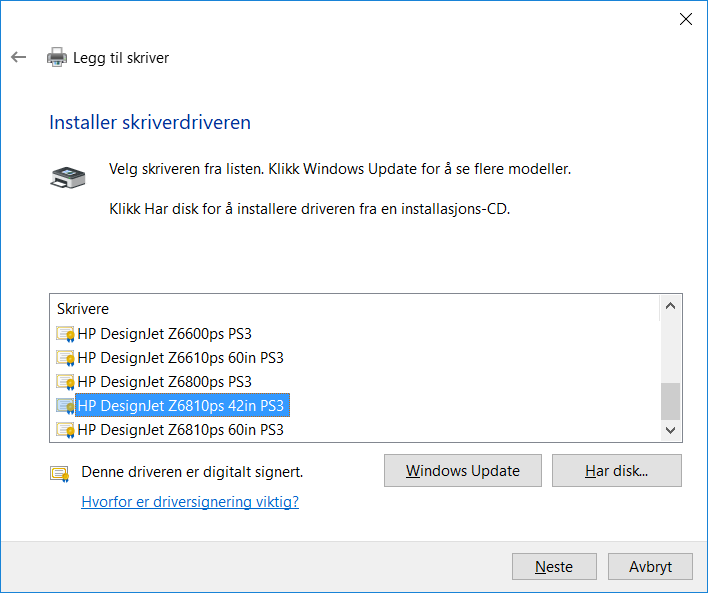 Legg til skriver
Installer skriverdriveren
Velg skriveren fra listen. Klikk Windows Update for å se flere modeller.
Klikk Har disk for å installere driveren fra en installasjons-CD.
Skrivere
HP DesignJet Z6600ps PS3
HP DesignJet Z6610ps 60in PS3
HP DesignJet Z6800ps PS3
HP DesignJet Z6810ps 42in PS3
HP DesignJet Z6810ps 60in PS3
Denne driveren er digitalt signert.
Windows Update
Har disk...
Hvorfor er driversignering viktig?
Neste
Avbryt